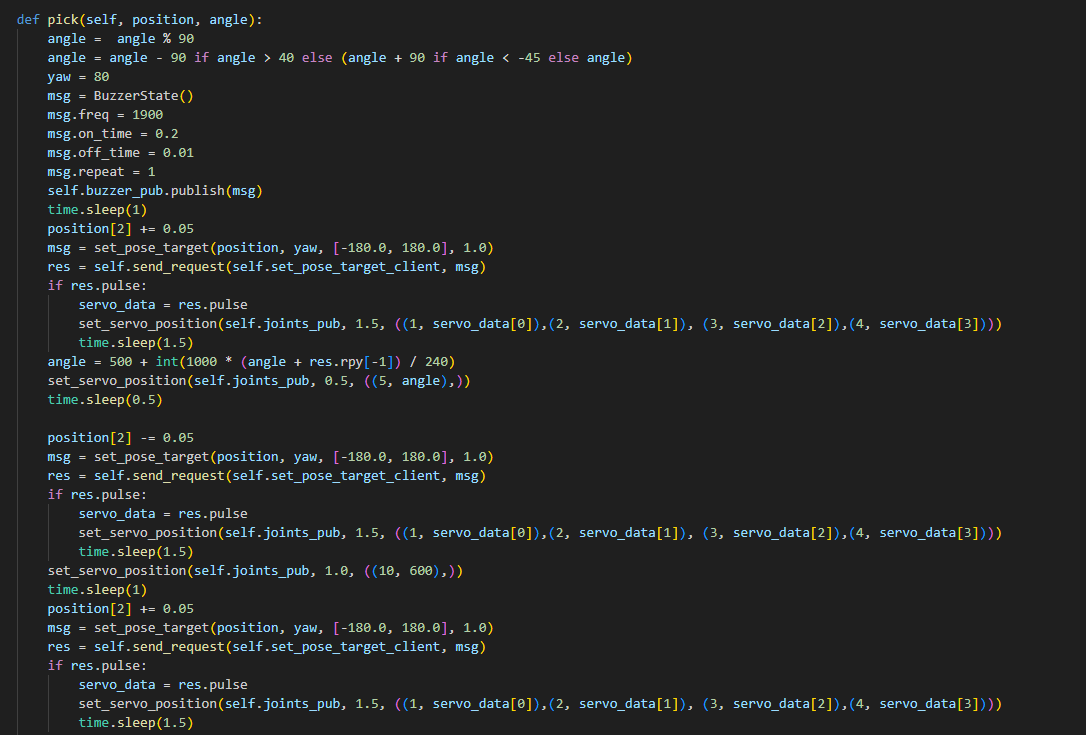 def pick(self, position, angle):
    angle =  angle % 90
    angle = angle - 90 if angle > 40 else (angle + 90 if angle < -45 else angle)
    yaw = 80
    msg = BuzzerState()
    msg.freq = 1900
    msg.on_time = 0.2
    msg.off_time = 0.01
    msg.repeat = 1
    self.buzzer_pub.publish(msg)
    time.sleep(1)
    position[2] += 0.05
    msg = set_pose_target(position, yaw, [-180.0, 180.0], 1.0)
    res = self.send_request(self.set_pose_target_client, msg)
    if res.pulse:
        servo_data = res.pulse
        set_servo_position(self.joints_pub, 1.5, ((1, servo_data[0]),(2, servo_data[1]), (3, servo_data[2]),(4, servo_data[3])))
        time.sleep(1.5)
    angle = 500 + int(1000 * (angle + res.rpy[-1]) / 240)
    set_servo_position(self.joints_pub, 0.5, ((5, angle),))
    time.sleep(0.5)

    position[2] -= 0.05
    msg = set_pose_target(position, yaw, [-180.0, 180.0], 1.0)
    res = self.send_request(self.set_pose_target_client, msg)
    if res.pulse:
        servo_data = res.pulse
        set_servo_position(self.joints_pub, 1.5, ((1, servo_data[0]),(2, servo_data[1]), (3, servo_data[2]),(4, servo_data[3])))
        time.sleep(1.5)
    set_servo_position(self.joints_pub, 1.0, ((10, 600),))
    time.sleep(1)
    position[2] += 0.05
    msg = set_pose_target(position, yaw, [-180.0, 180.0], 1.0)
    res = self.send_request(self.set_pose_target_client, msg)
    if res.pulse:
        servo_data = res.pulse
        set_servo_position(self.joints_pub, 1.5, ((1, servo_data[0]),(2, servo_data[1]), (3, servo_data[2]),(4, servo_data[3])))
        time.sleep(1.5)